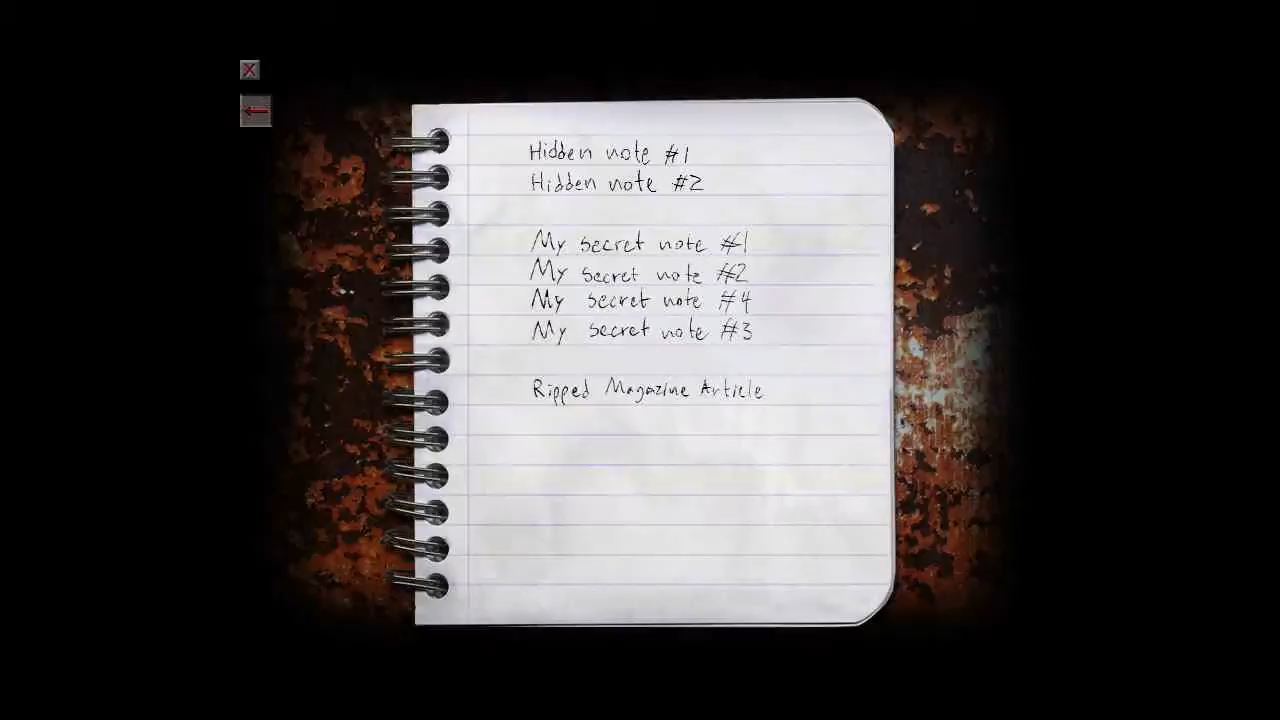 Hidden note #1
Hidden note #2
My secret note #1
My secret note #2
My secret note #4
My secret note #3
Ripped Magazine Article